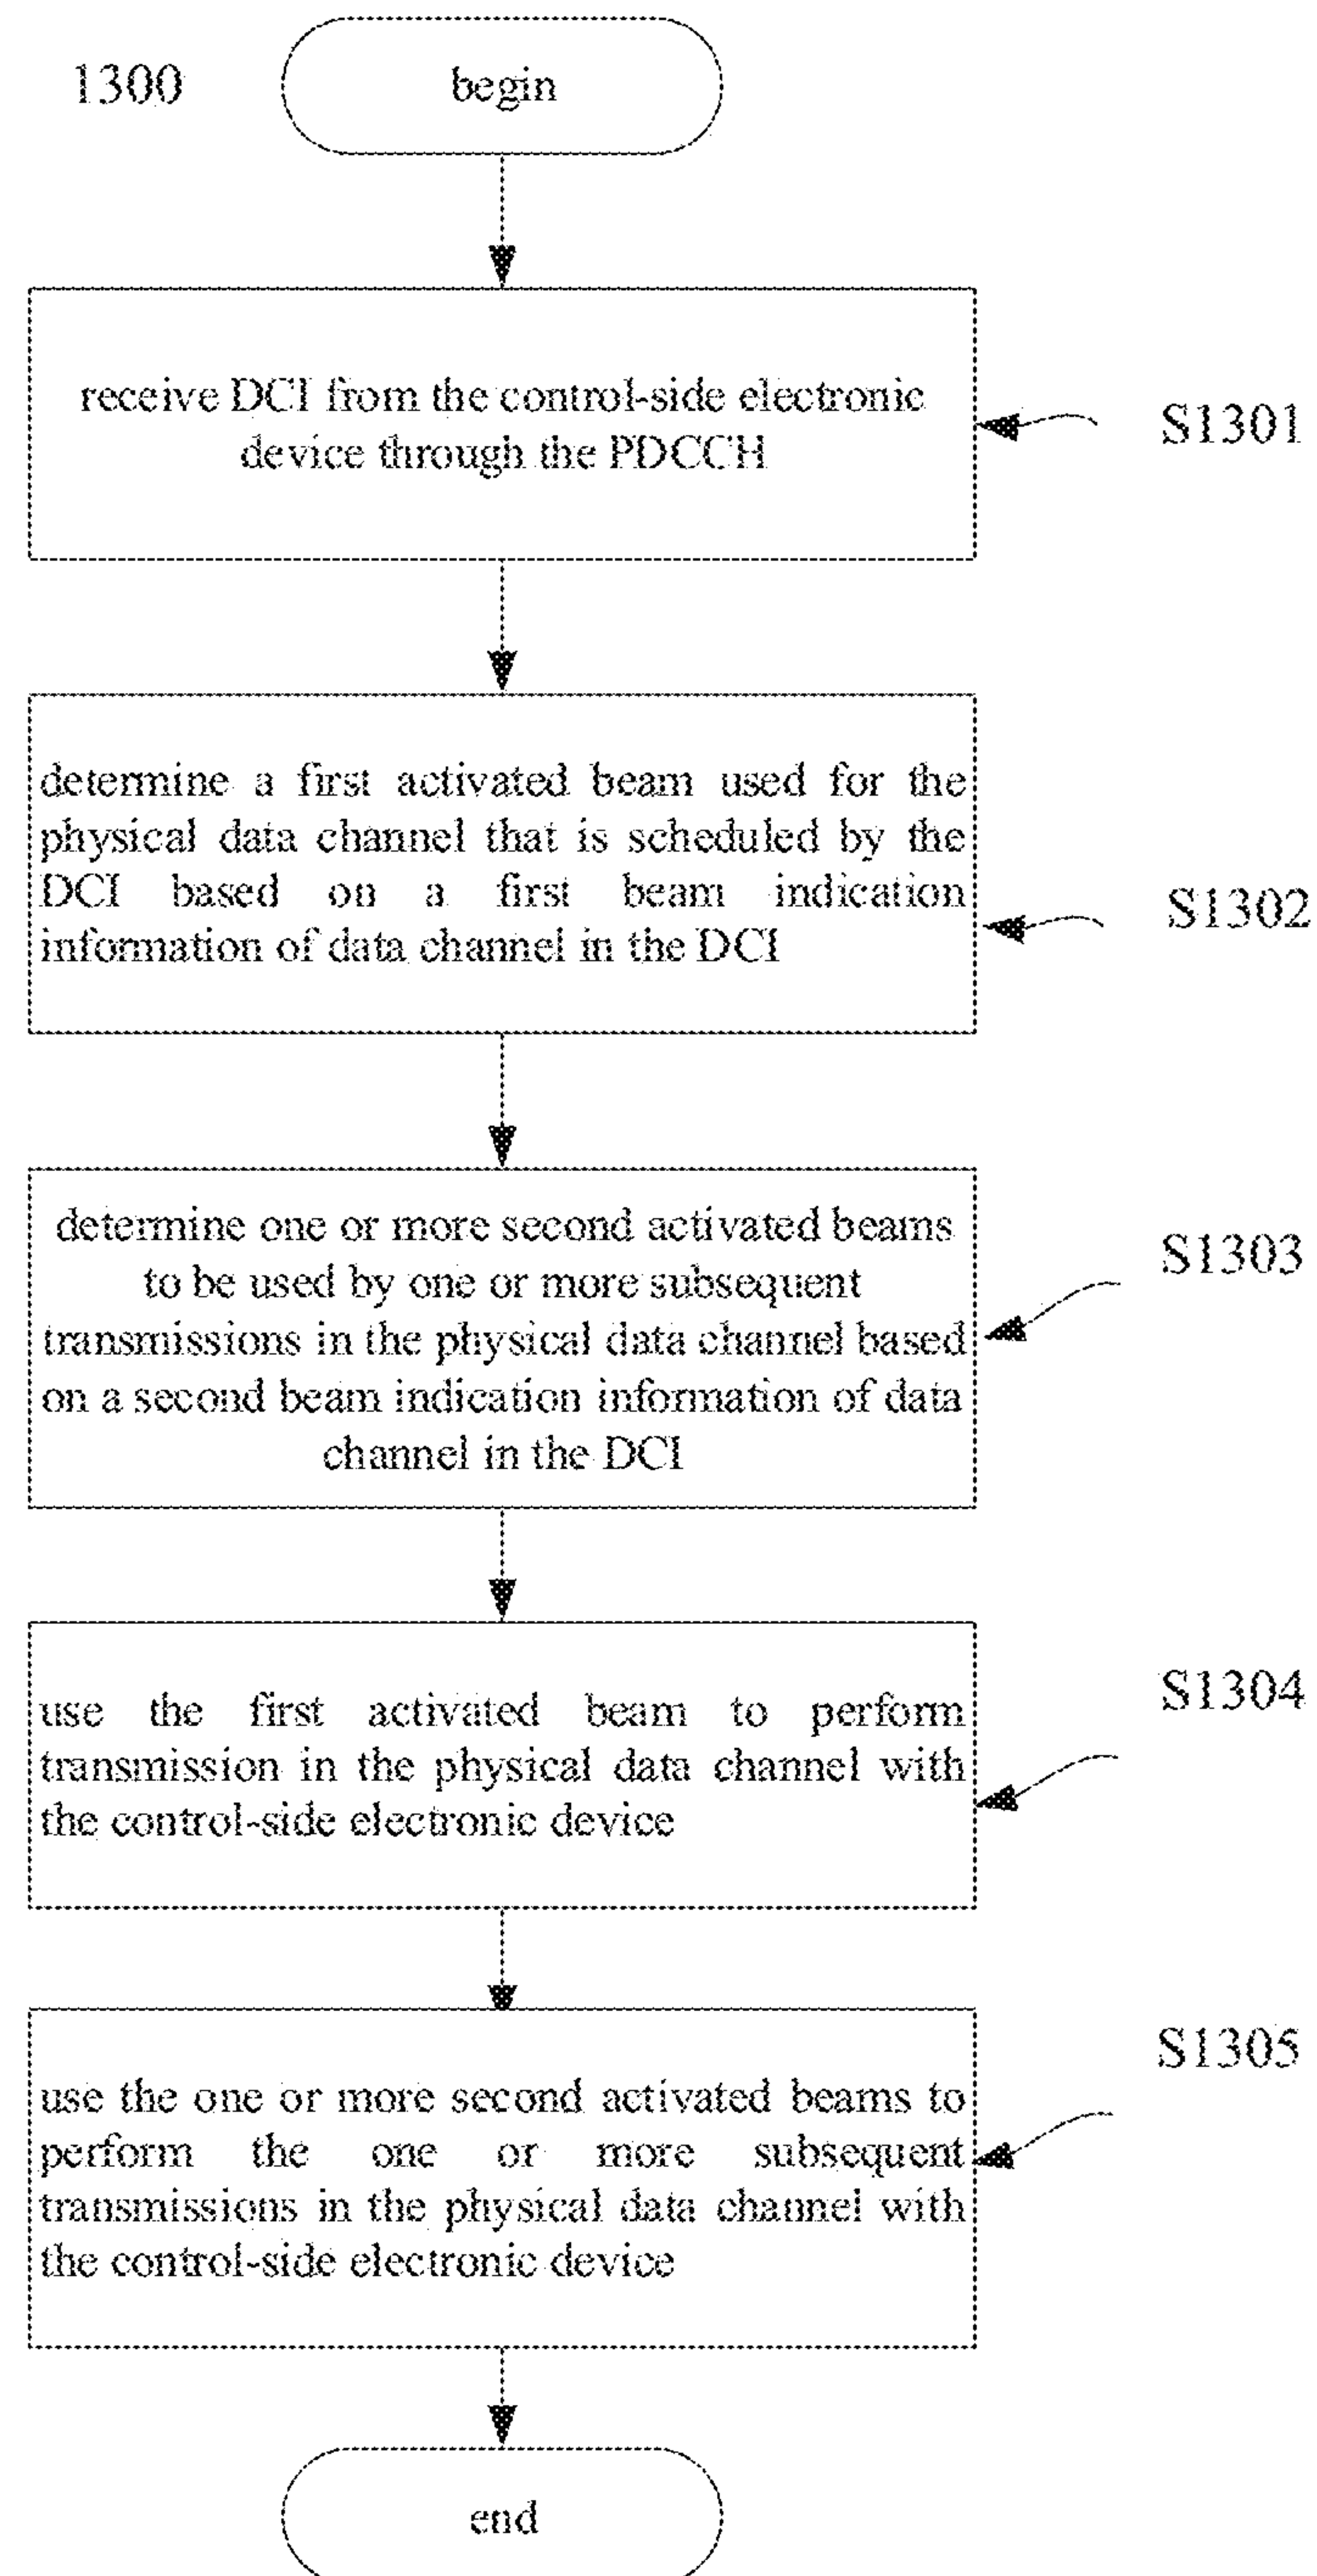 1300
begin
receive DCI from the control-side electronic
device through the PDCCH
S1301
determine a first activated beam used for the
physical data channel that is scheduled by the
DCI based on a first beam indication
information of data channel in the DCI
S1302
determine one or more second activated beams
to be used by one or more subsequent
transmissions in the physical data channel based
on a second beam indication information of data
channel in the DCI
S1303
use the first activated beam to perform
transmission in the physical data channel with
the control-side electronic device
S1304
use the one or more second activated beams to
perform the one or more subsequent
transmissions in the physical data channel with
the control-side electronic device
S1305
end